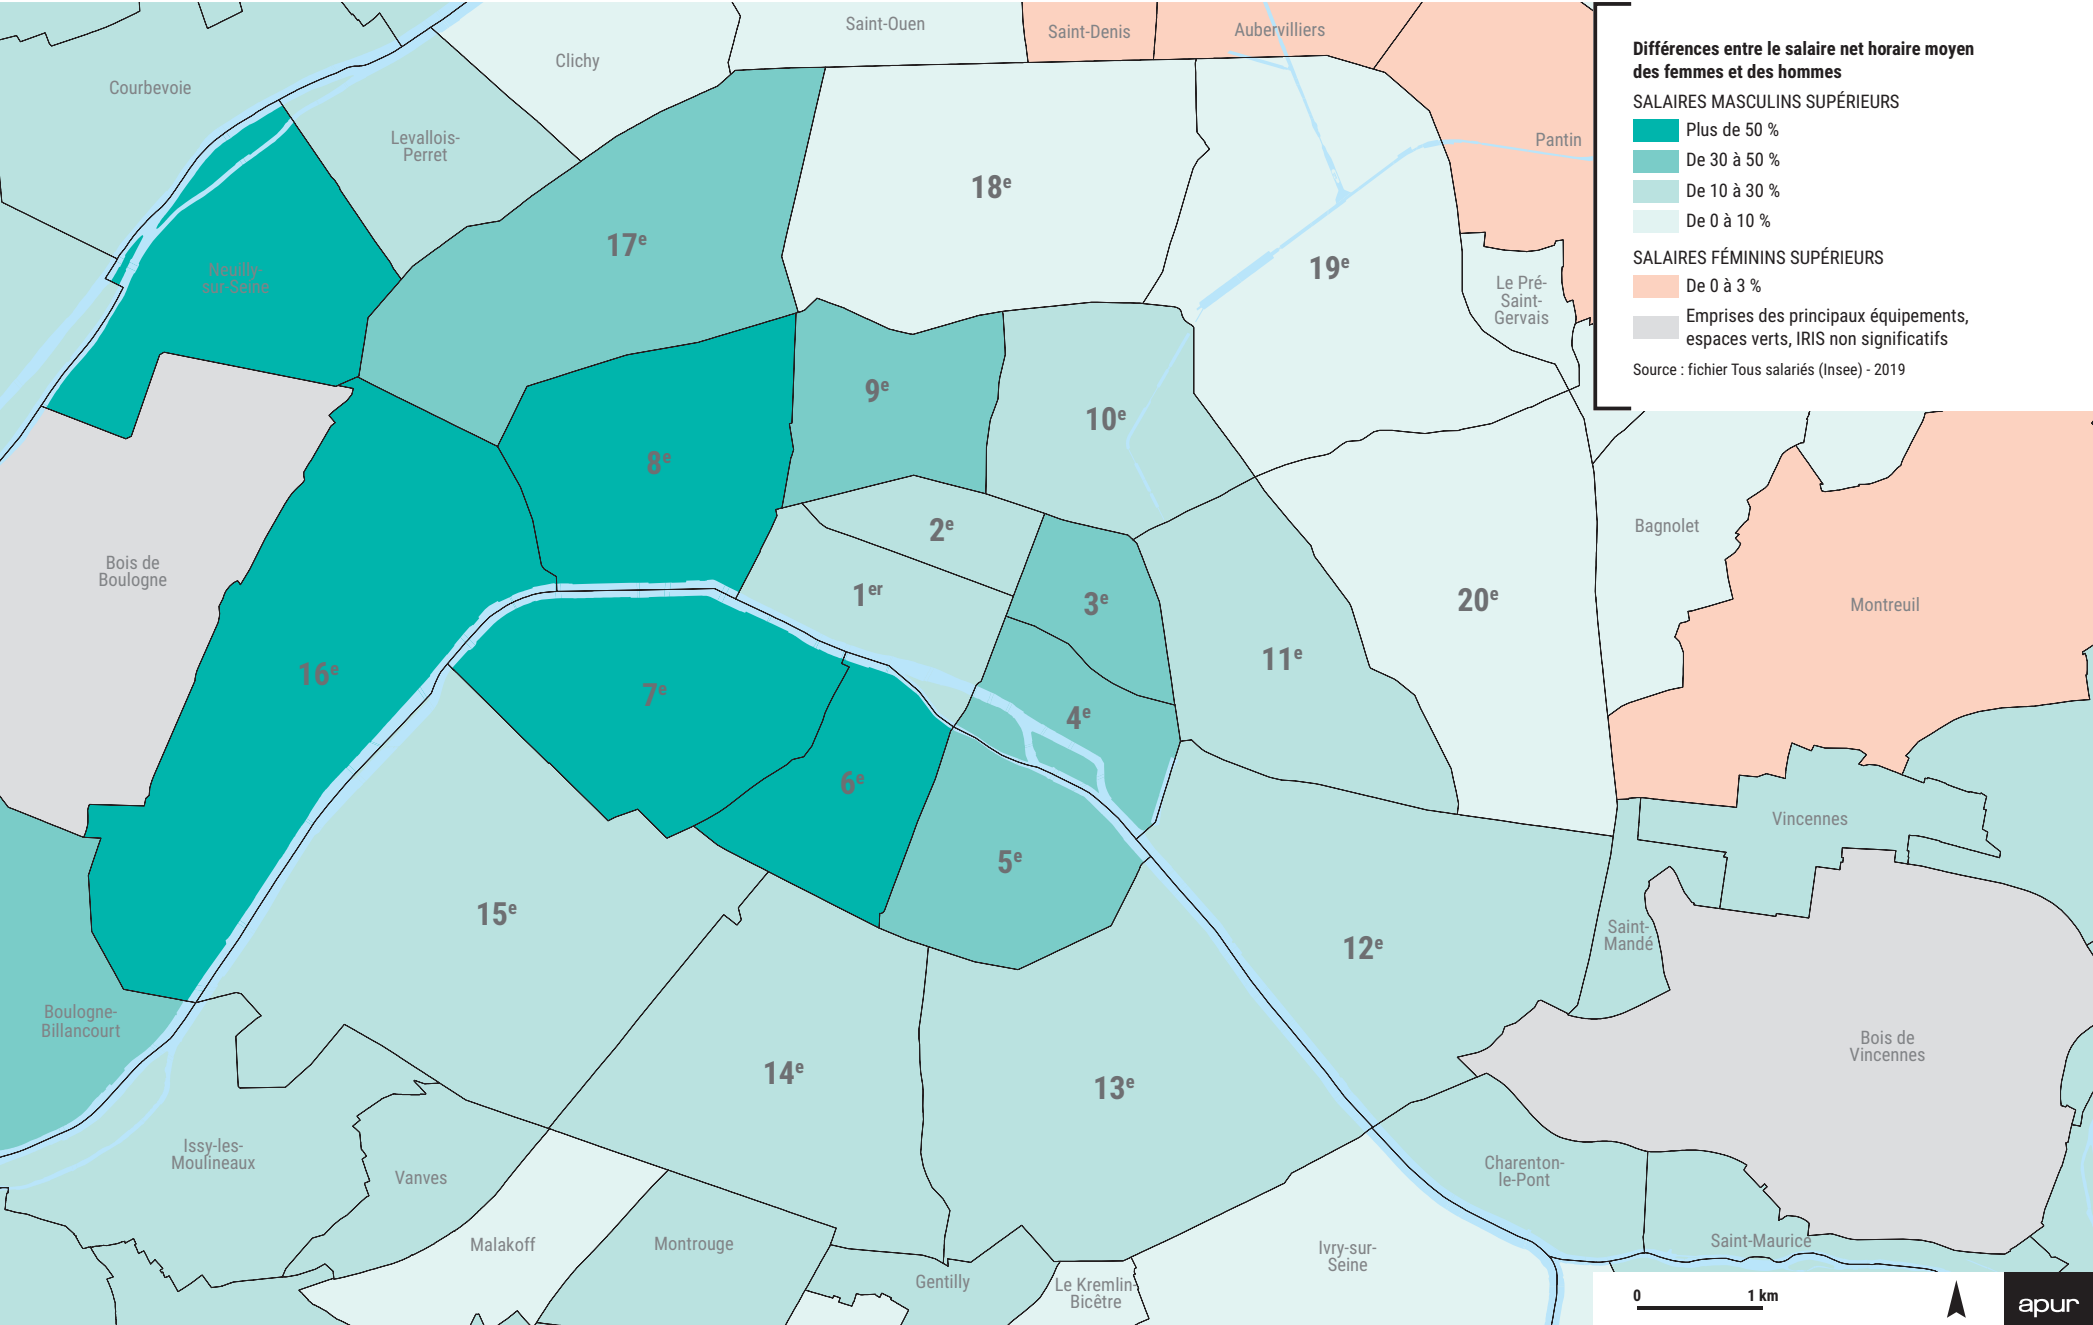 Saint-Ouen
Saint-Denis
Aubervilliers
Clichy
Courbevoie
Levallois-
Perret
Pantin
18e
17e
19e
Neuilly-
sur-Seine
Le Pré-
Saint-
Gervais
9e
10e
8e
2e
Bagnolet
Bois de
Boulogne
1er
3e
20e
Montreuil
11e
16e
7e
4e
6e
Vincennes
5e
15e
12e
Saint-
Mandé
Boulogne-
Billancourt
Bois de
Vincennes
14e
13e
Issy-les-
Moulineaux
Vanves
Charenton-
le-Pont
Malakoff
Montrouge
Ivry-sur-
Seine
Saint-Maurice
Gentilly
Le Kremlin-
Bicêtre
Différences entre le salaire net horaire moyen
des femmes et des hommes
SALAIRES MASCULINS SUPÉRIEURS
Plus de 50 %
De 30 à 50 %
De 10 à 30 %
De 0 à 10 %
SALAIRES FÉMININS SUPÉRIEURS
De 0 à 3 %
Emprises des principaux équipements,
espaces verts, IRIS non significatifs
Source : fichier Tous salariés (Insee) - 2019
0 1 km
apur